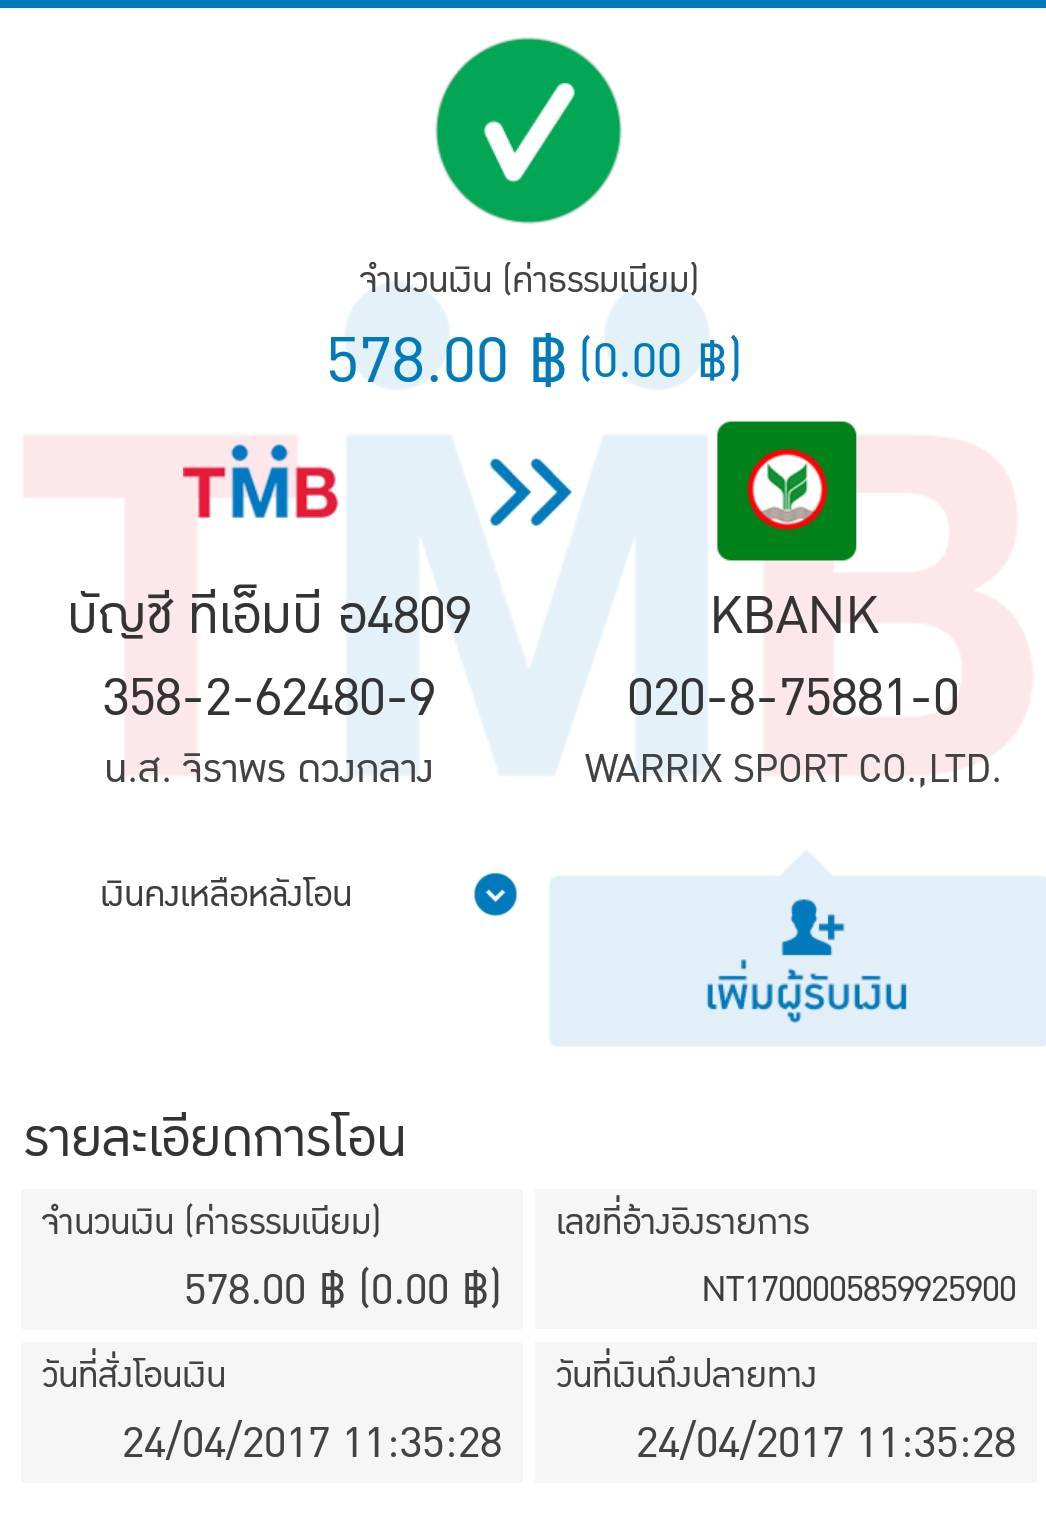 จำนวนเงิน (ค่าธรรมเนียม)
578.00 ฿ (0.00 ฿)
TMB
บัญชี ทีเอ็มบี อ4809
KBANK
358-2-62480-9
020-8-75881-0
น.ส. จิราพร ดวงกลาง
WARRIX SPORT CO.,LTD.
เงินคงเหลือหลังโอน
เพิ่มผู้รับเงิน
รายละเอียดการโอน
จำนวนเงิน (ค่าธรรมเนียม)
578.00 ฿ (0.00 ฿)
เลขที่อ้างอิงรายการ
NT1700005859925900
วันที่สั่งโอนเงิน
24/04/2017 11:35:28
วันที่เงินถึงปลายทาง
24/04/2017 11:35:28